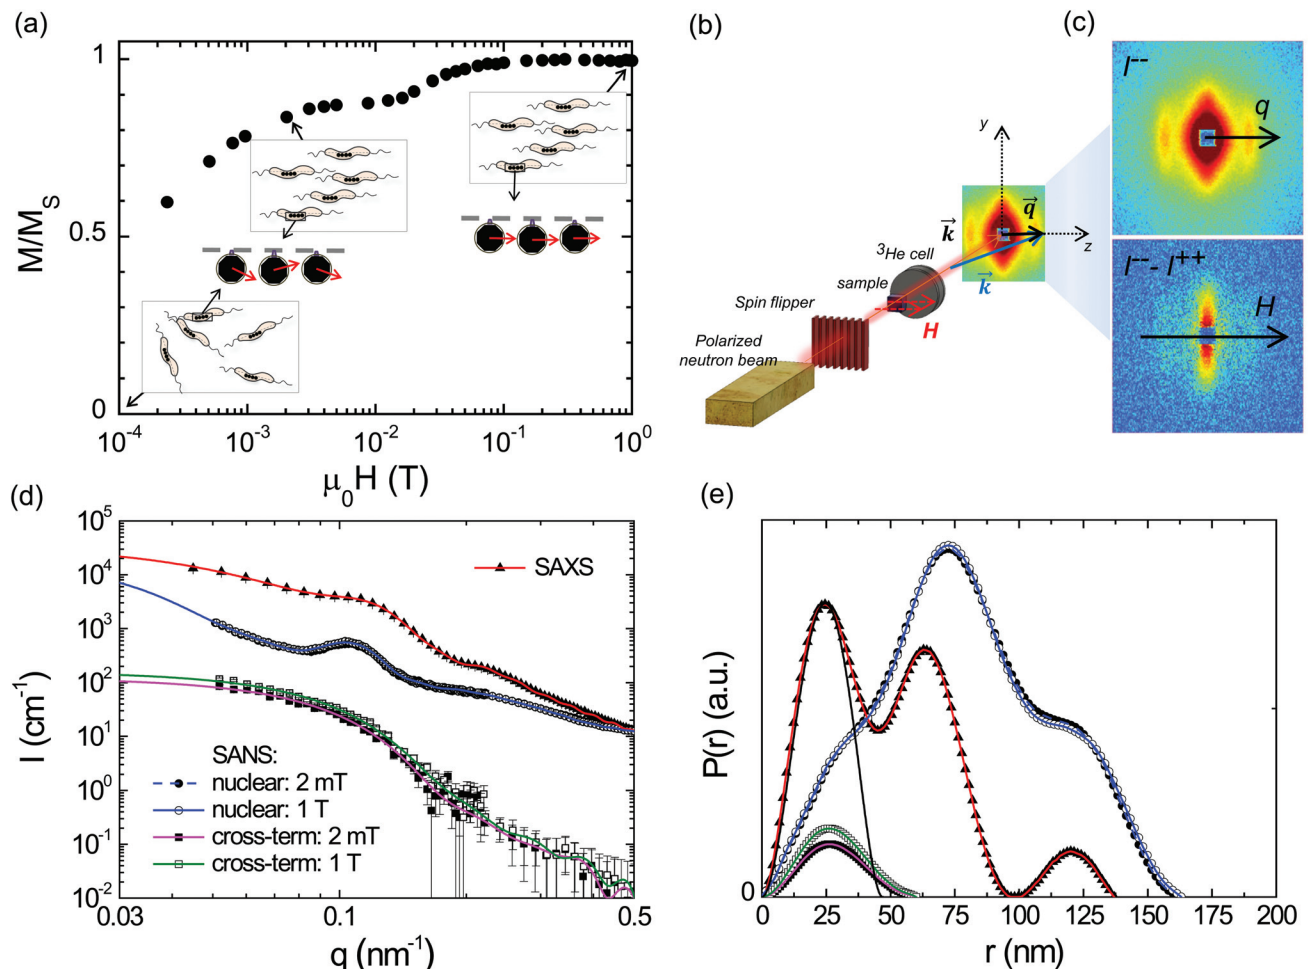 (a)
1
0.5
0
M/M_S
10^-4
10^-3
10^-2
10^-1
10^0
μ_0H (T)
(b)
y
z
k⃗
q⃗
k⃗
^3He cell
sample
H
Spin flipper
Polarized
neutron beam
(c)
I^--
q
I^-- - I^++
H
(d)
10^5
10^4
10^3
10^2
10^1
10^0
10^-1
10^-2
I (cm^-1)
SAXS
SANS:
nuclear: 2 mT
nuclear: 1 T
cross-term: 2 mT
cross-term: 1 T
0.03
0.1
0.5
q (nm^-1)
(e)
P(r) (a.u.)
0
0 25 50 75 100 125 150 175 200
r (nm)